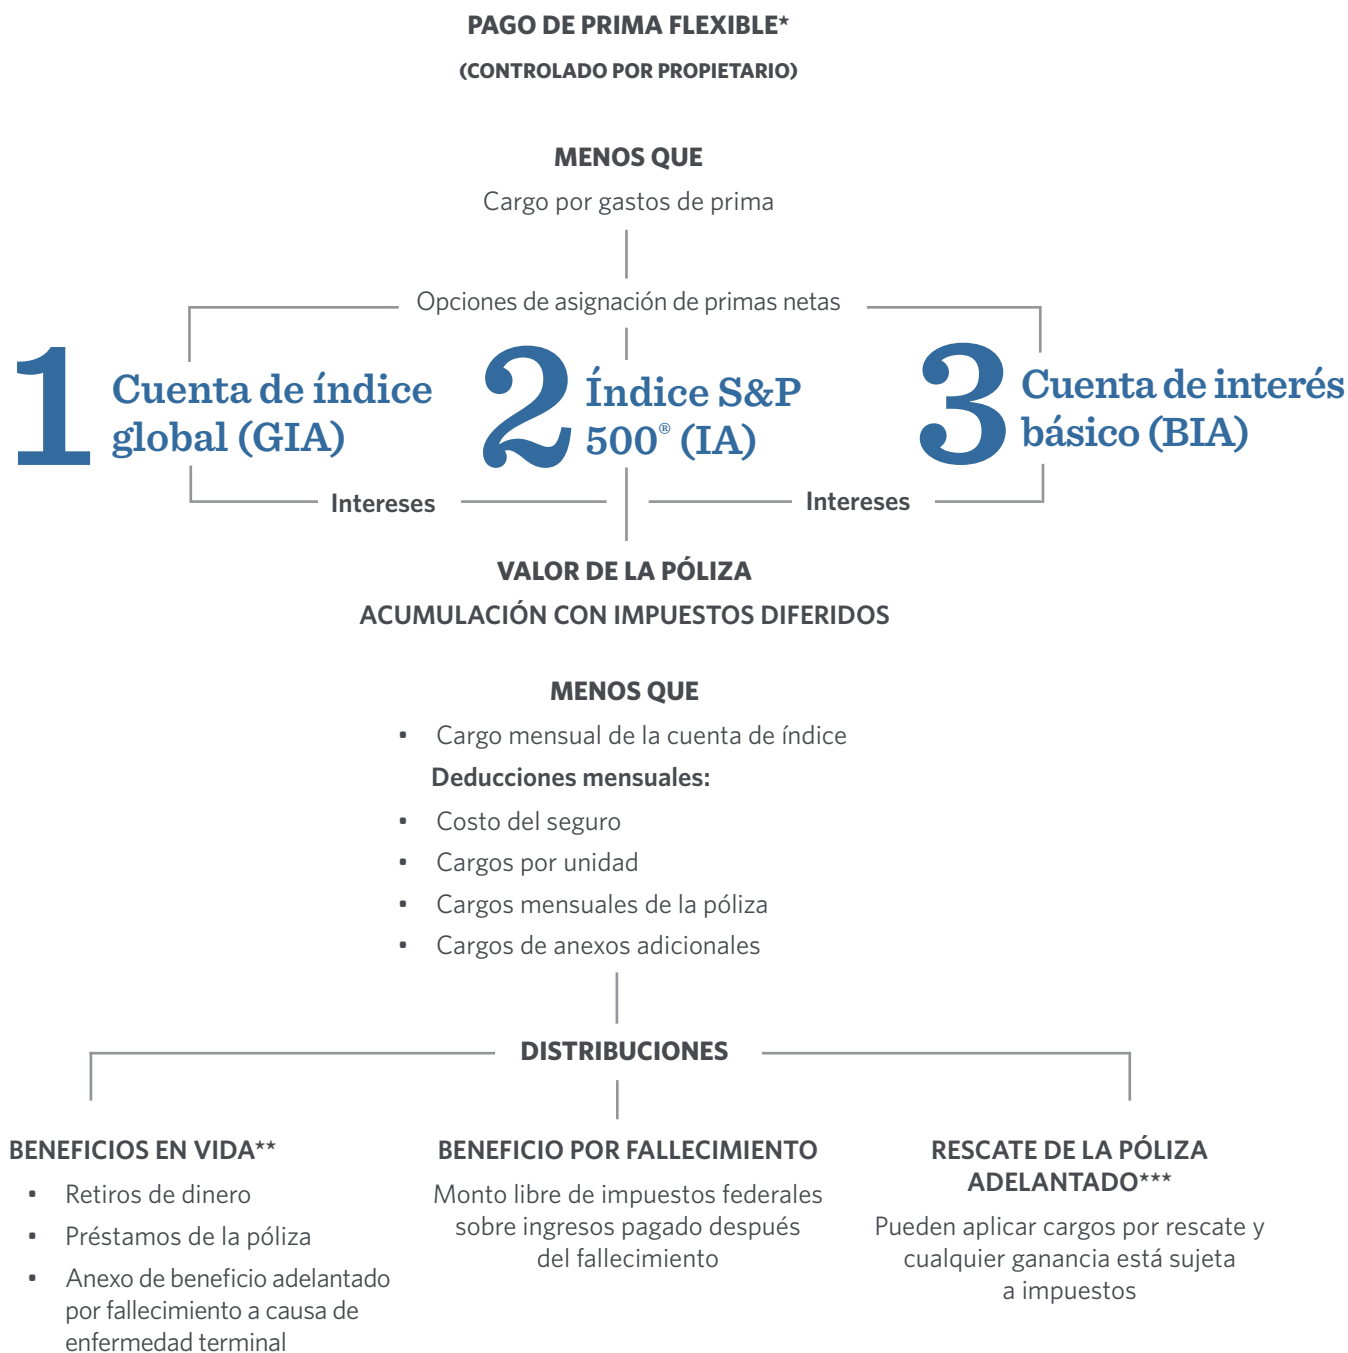 PAGO DE PRIMA FLEXIBLE*
(CONTROLADO POR PROPIETARIO)
MENOS QUE
Cargo por gastos de prima
Opciones de asignación de primas netas
1
Cuenta de índice
global (GIA)
2
Índice S&P
500® (IA)
3
Cuenta de interés
básico (BIA)
Intereses
Intereses
VALOR DE LA PÓLIZA
ACUMULACIÓN CON IMPUESTOS DIFERIDOS
MENOS QUE
• Cargo mensual de la cuenta de índice
Deducciones mensuales:
• Costo del seguro
• Cargos por unidad
• Cargos mensuales de la póliza
• Cargos de anexos adicionales
DISTRIBUCIONES
BENEFICIOS EN VIDA**
• Retiros de dinero
• Préstamos de la póliza
• Anexo de beneficio adelantado
por fallecimiento a causa de
enfermedad terminal
BENEFICIO POR FALLECIMIENTO
Monto libre de impuestos federales
sobre ingresos pagado después
del fallecimiento
RESCATE DE LA PÓLIZA
ADELANTADO***
Pueden aplicar cargos por rescate y
cualquier ganancia está sujeta
a impuestos